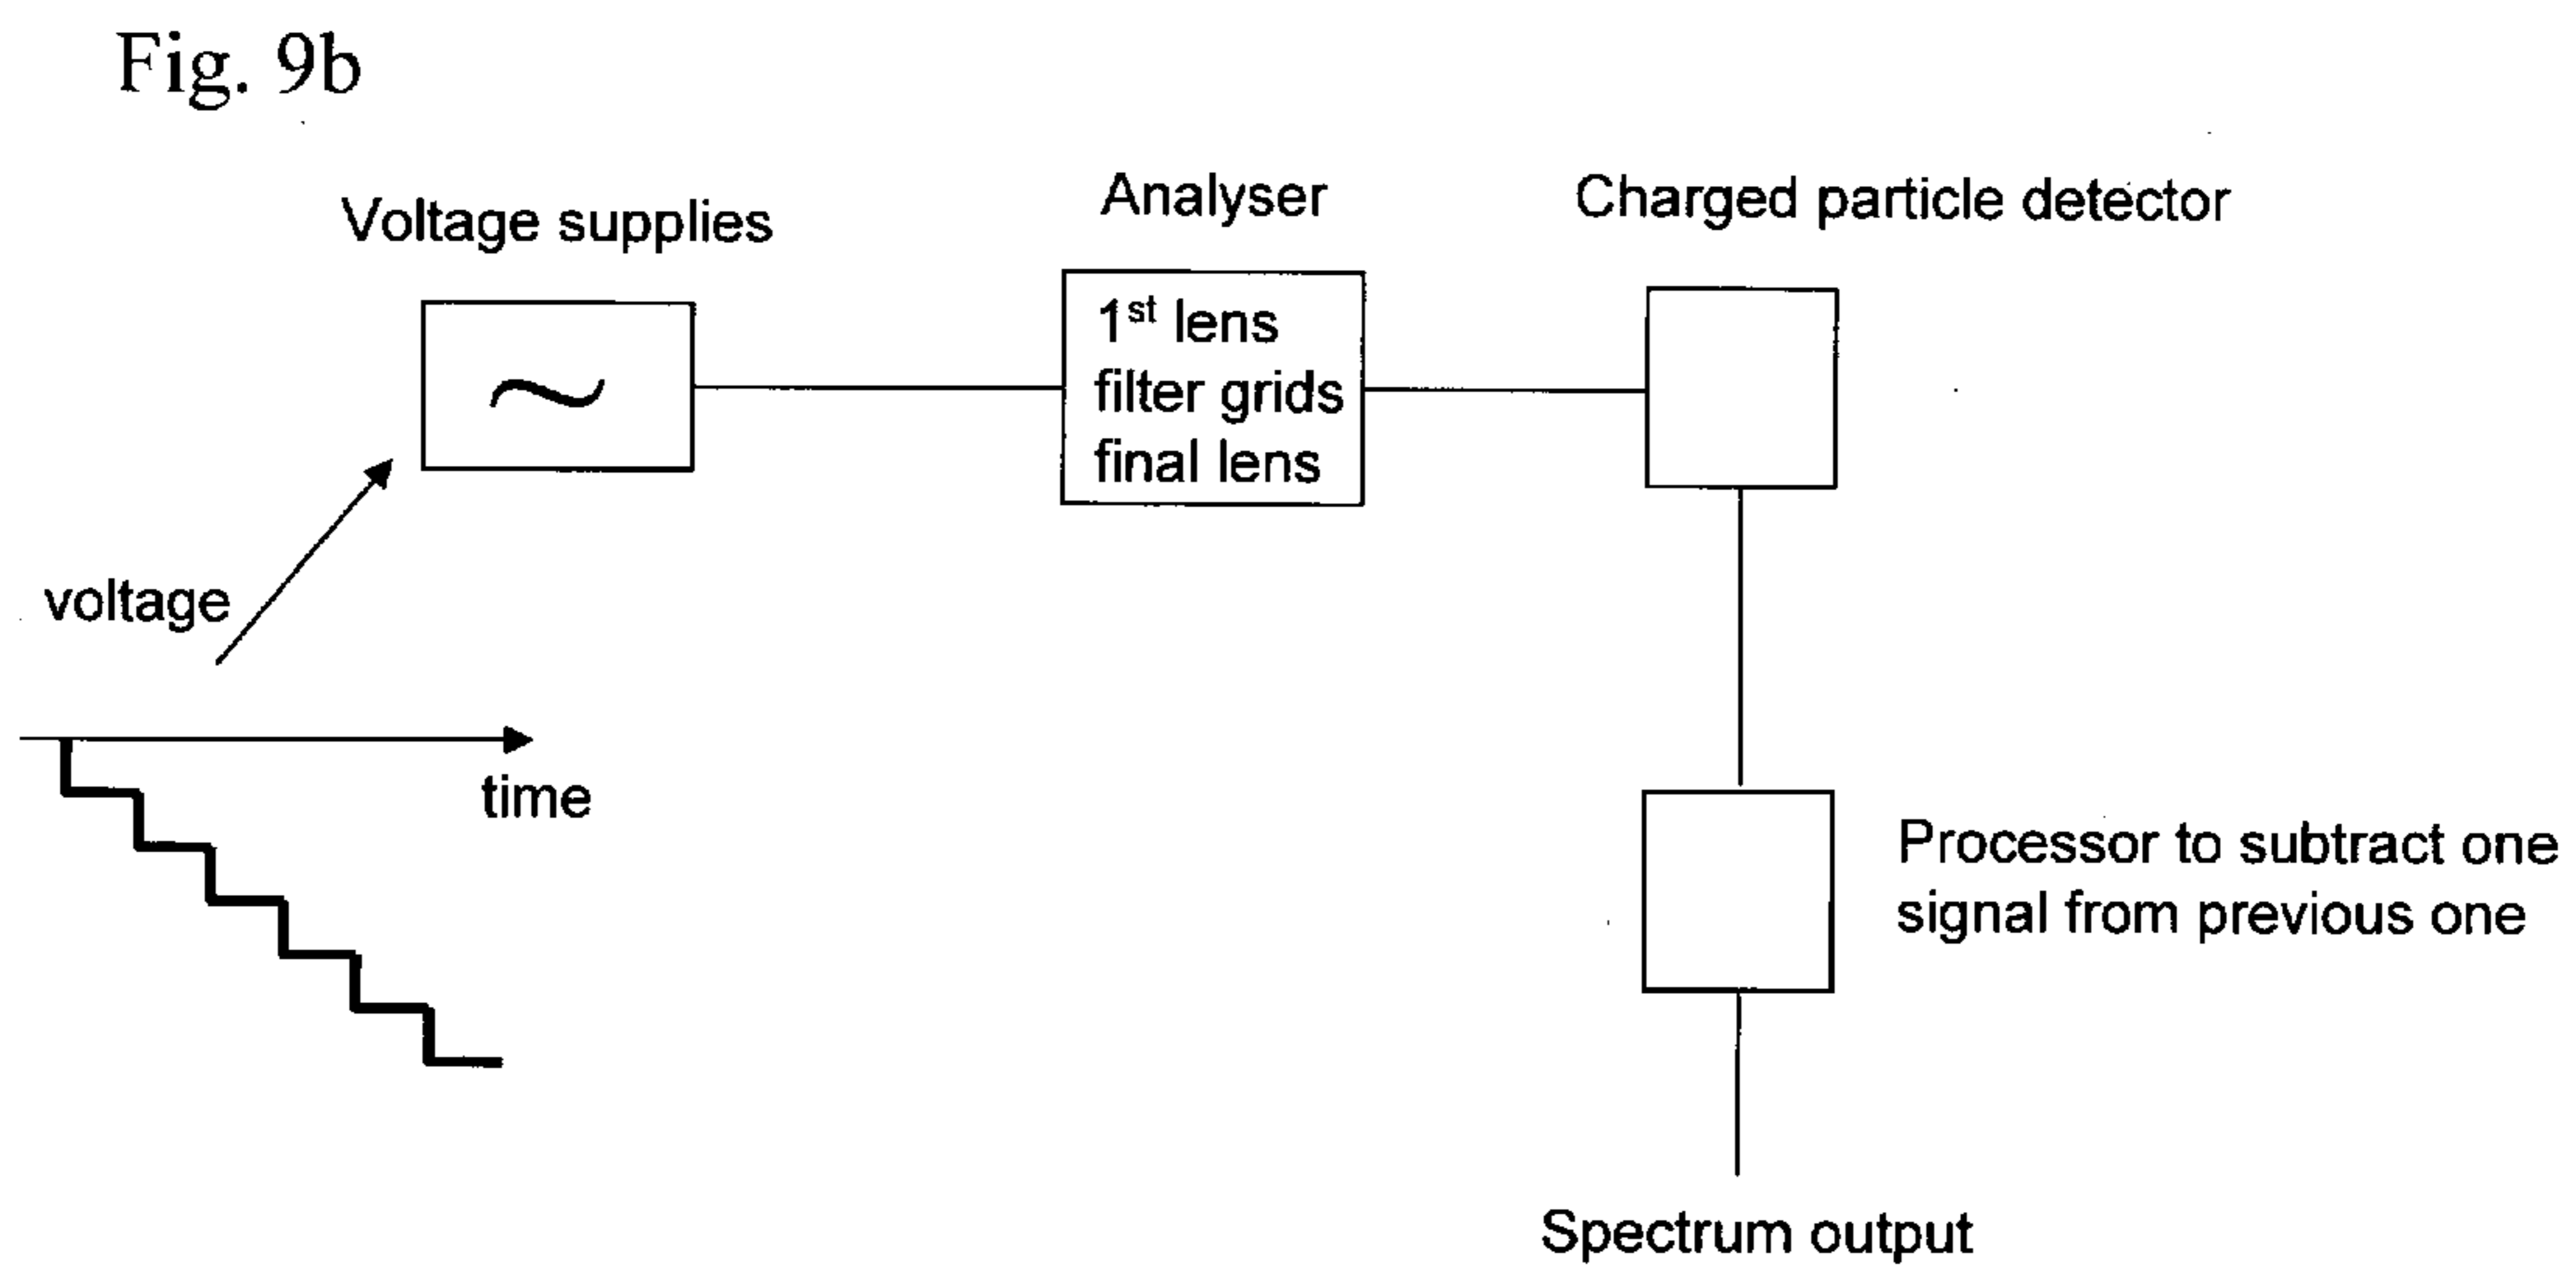 Fig. 9b
Voltage supplies
Analyser
Charged particle detector
~
1st lens
filter grids
final lens
voltage
time
Processor to subtract one
signal from previous one
Spectrum output